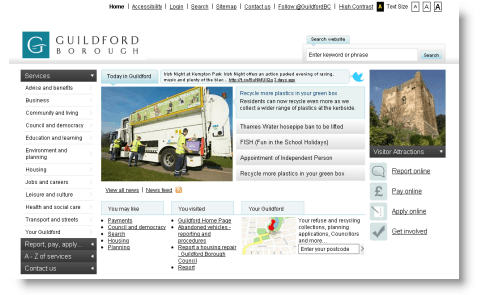 Home | Accessibility | Login | Search | Sitemap | Contact us | Follow @GuildfordBC | High Contrast A Text Size A A A
GUILDFORD
BOROUGH
Search website
Enter keyword or phrase Search
Services
Advice and benefits
Business
Community and living
Council and democracy
Education and learning
Environment and
planning
Housing
Jobs and careers
Leisure and culture
Health and social care
Transport and streets
Your Guildford
Report, pay, apply...
A - Z of services
Contact us
Today in Guildford
Irish Night at Hampton Park Irish Night offers an action packed evening of
music and plenty of the blac... 2 days ago
Recycle more plastics in your green box
Residents can now recycle even more as we
collect a wider range of plastics at the kerbside.
Thames Water hosepipe ban to be lifted
FISH (Fun in the School Holidays)
Appointment of Independent Person
Recycle more plastics in your green box
View all news | News feed
You may like
Payments
Council and democracy
Search
Housing
Planning
You visited
Guildford Home Page
Abandoned vehicles -
reporting and
procedures
Report a housing repair
: Guildford Borough
Council
Report
Your Guildford
Your refuse and recycling
collections, planning
applications, Councillors
and more...
Enter your postcode
Visitor Attractions
Report online
Pay online
Apply online
Get involved